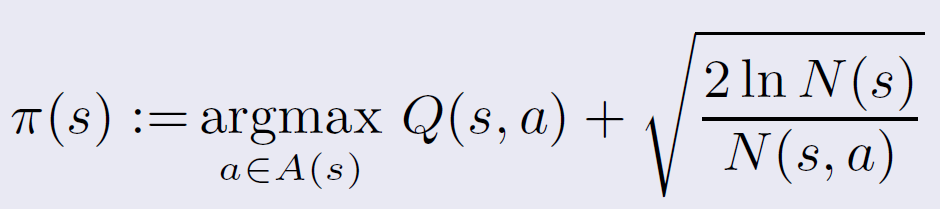 π(s) := argmax_{a∈A(s)} Q(s, a) + √(2 ln N(s) / N(s, a))